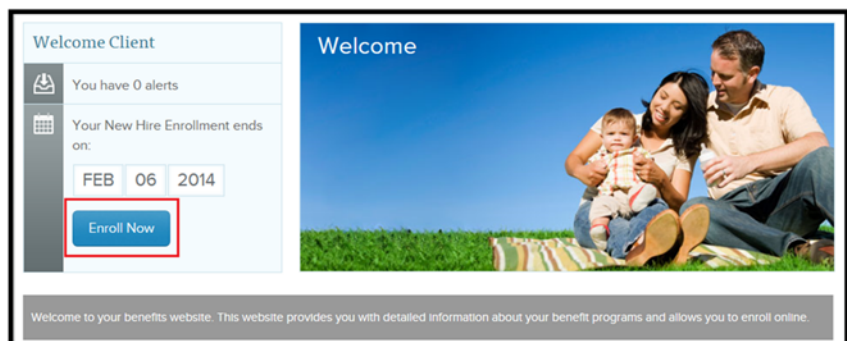 Welcome Client
You have 0 alerts
Your New Hire Enrollment ends
on:
FEB 06 2014
Enroll Now
Welcome
Welcome to your benefits website. This website provides you with detailed information about your benefit programs and allows you to enroll online.